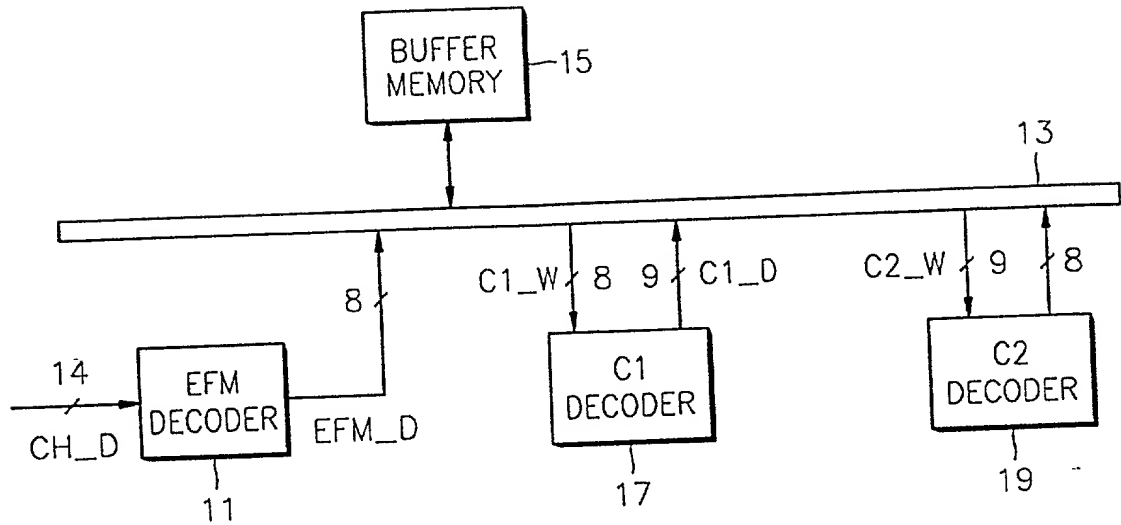 BUFFER
MEMORY
15
13
C1_W
8
9
C1_D
C2_W
9
8
8
14
CH_D
EFM
DECODER
EFM_D
11
C1
DECODER
17
C2
DECODER
19